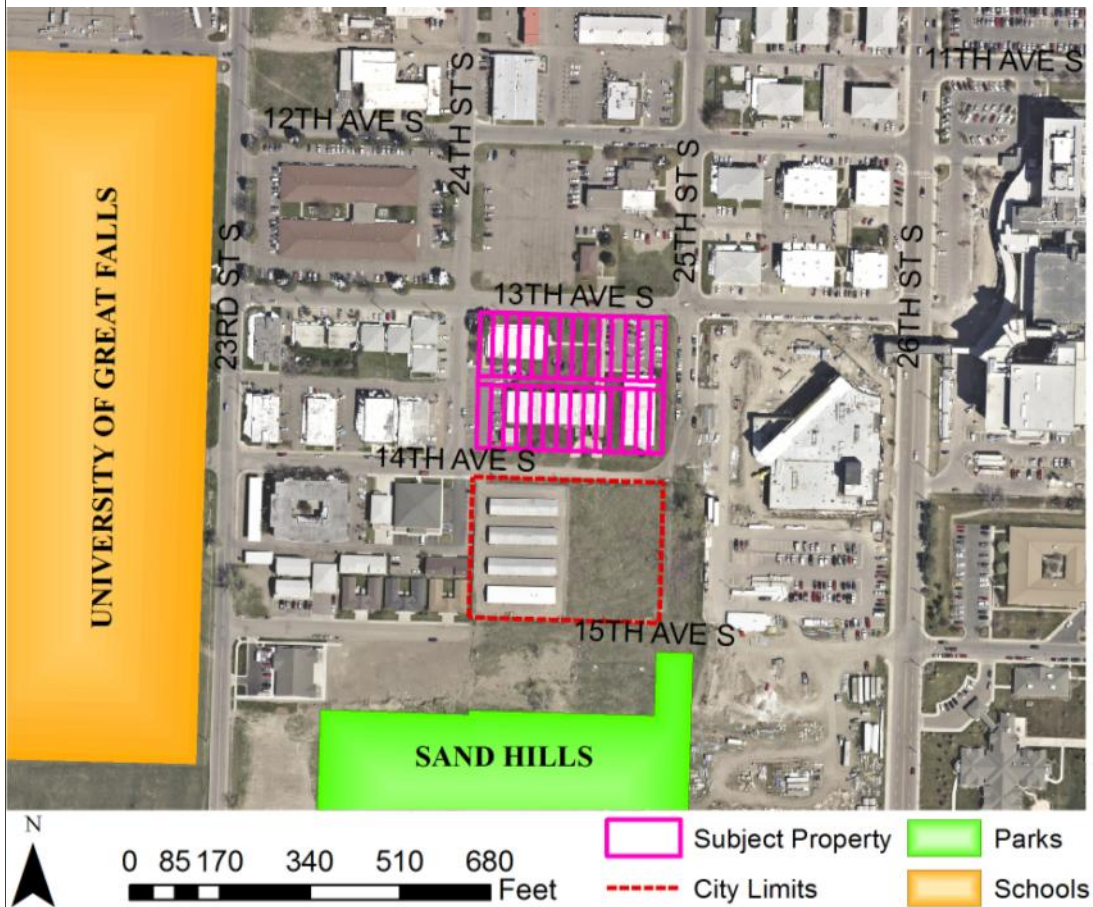 11TH AVE S
12TH AVE S
24TH ST S
25TH ST S
UNIVERSITY OF GREAT FALLS
23RD ST S
26TH ST S
13TH AVE S
14TH AVE S
15TH AVE S
SAND HILLS
N
0 85 170 340 510 680
Feet
Subject Property
Parks
City Limits
Schools